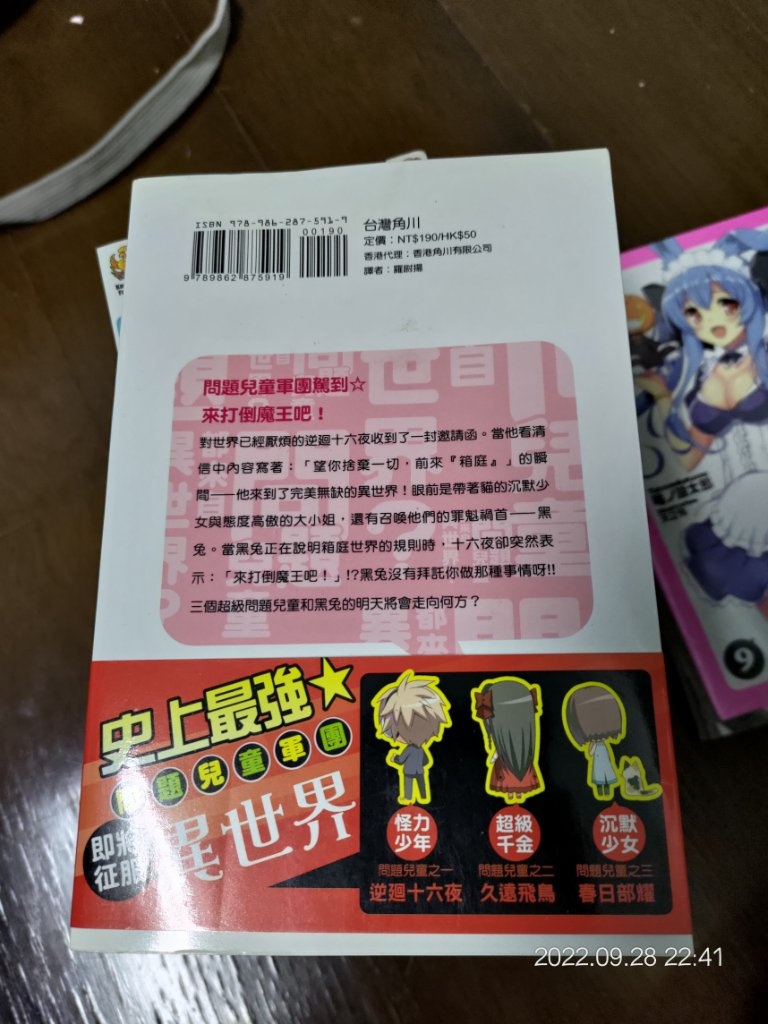 ISBN 978-986-287-591-9
00190
9 789862 875919
台灣角川
定價：NT$190/HK$50
香港代理：香港角川有限公司
譯者：羅尉揚
問題兒童軍團駕到☆
來打倒魔王吧！
對世界已經厭煩的逆廻十六夜收到了一封邀請函。當他看清
信中內容寫著：「望你捨棄一切，前來『箱庭』」的瞬
間——他來到了完美無缺的異世界！眼前是帶著貓的沉默少
女與態度高傲的大小姐，還有召喚他們的罪魁禍首——黑
兔。當黑兔正在說明箱庭世界的規則時，十六夜卻突然表
示：「來打倒魔王吧！」!?黑兔沒有拜託你做那種事情呀!!
三個超級問題兒童和黑兔的明天將會走向何方？
史上最強★
問題兒童軍團
即將
征服
異世界
怪力
少年
問題兒童之一
逆廻十六夜
超級
千金
問題兒童之二
久遠飛鳥
沉默
少女
問題兒童之三
春日部耀
9
2022.09.28 22:41